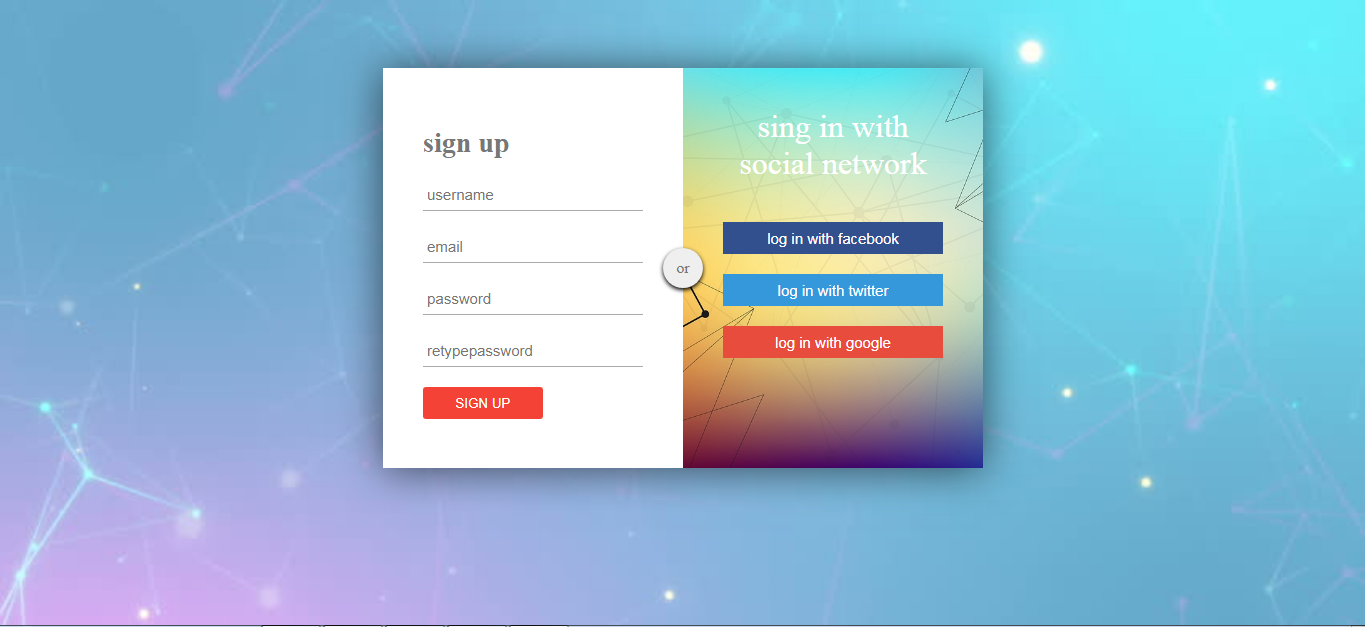 sign up
username
email
password
retypepassword
SIGN UP
or
sing in with
social network
log in with facebook
log in with twitter
log in with google